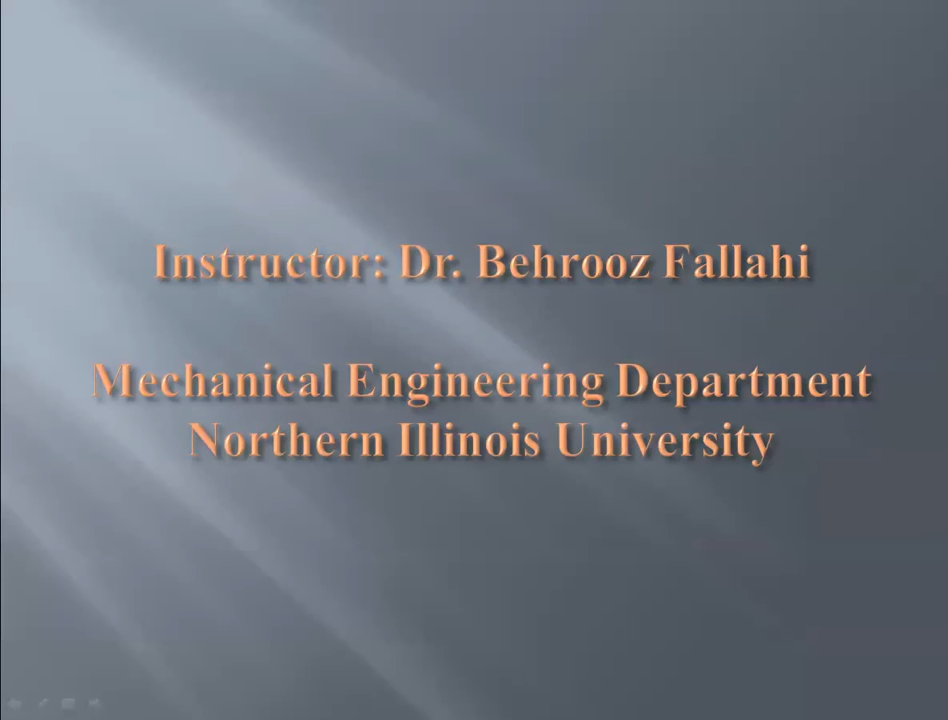 Instructor: Dr. Behrooz Fallahi
Mechanical Engineering Department
Northern Illinois University